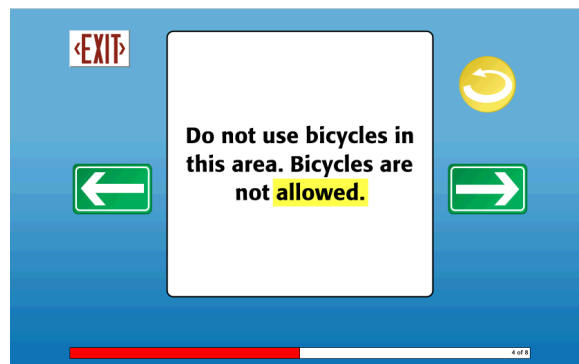 ‹EXIT›
Do not use bicycles in
this area. Bicycles are
not allowed.
4 of 8